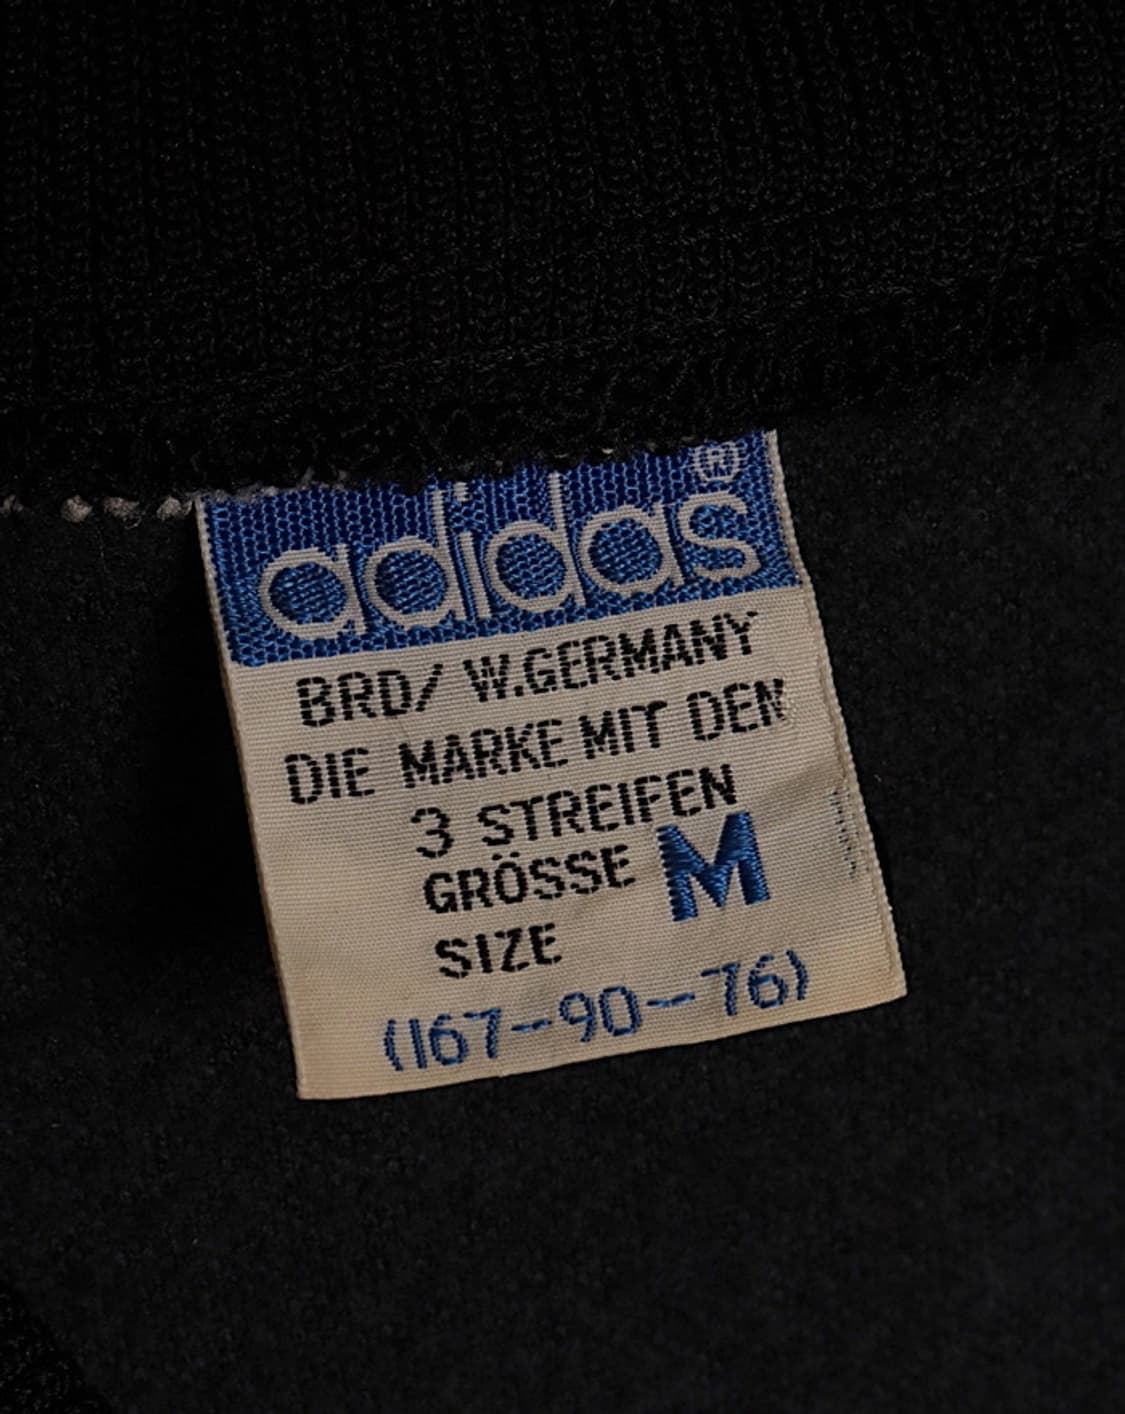 adidas®
BRD/ W.GERMANY
DIE MARKE MIT DEN
3 STREIFEN
GRÖSSE M
SIZE
(167-90-76)